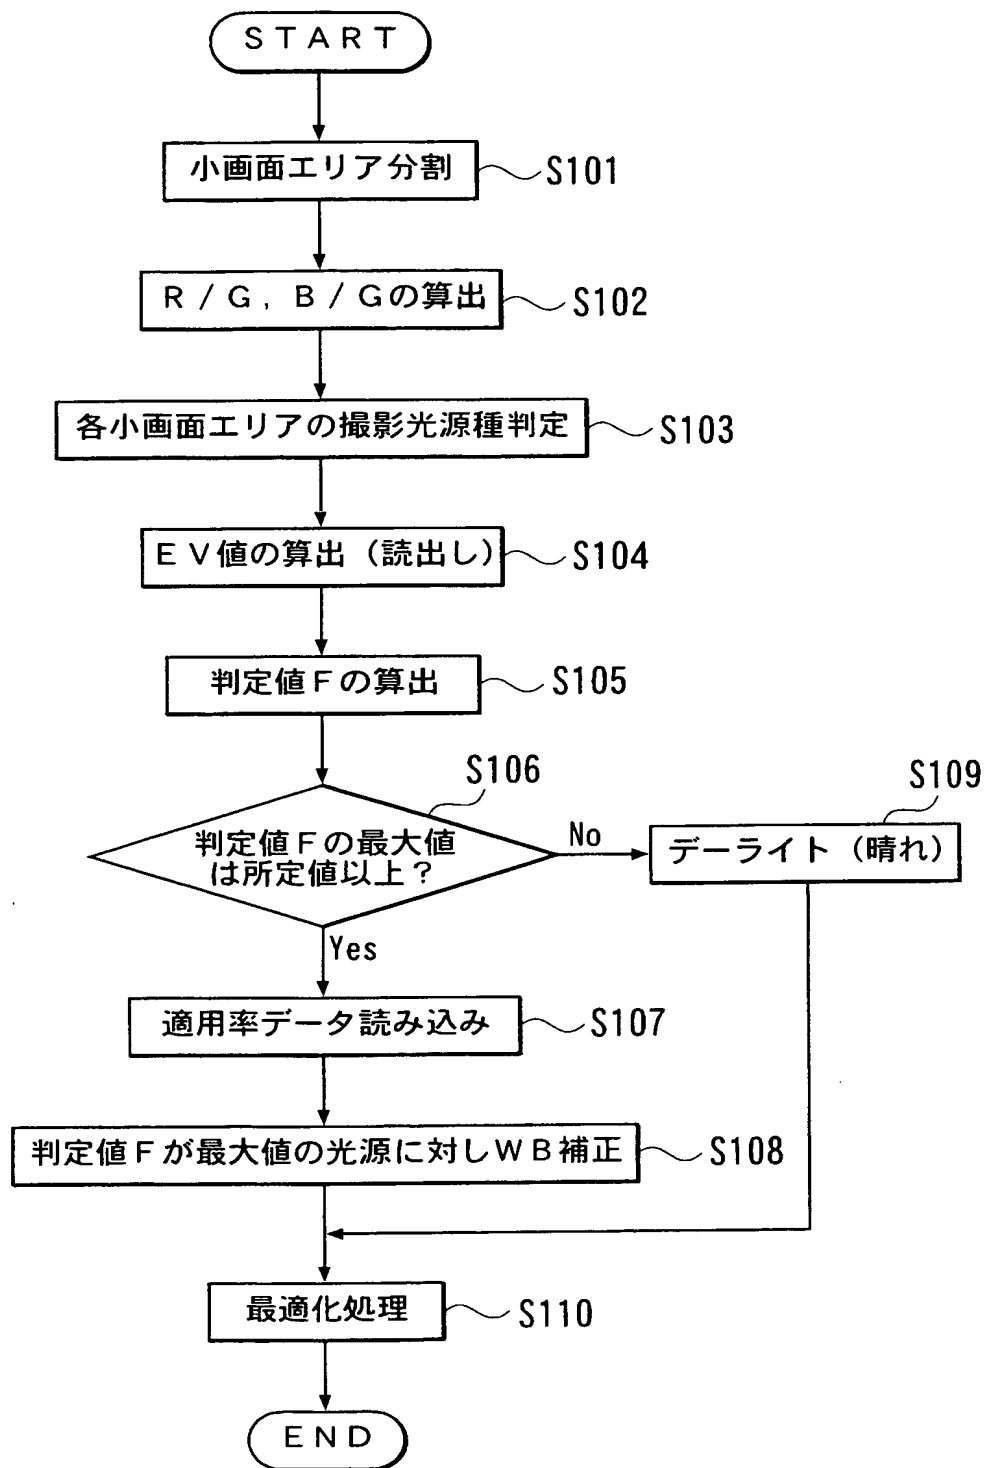 START
小画面エリア分割
S101
R/G,B/Gの算出
S102
各小画面エリアの撮影光源種判定
S103
EV値の算出(読出し)
S104
判定値Fの算出
S105
S106
判定値Fの最大値
は所定値以上?
No
S109
デーライト(晴れ)
Yes
適用率データ読み込み
S107
判定値Fが最大値の光源に対しWB補正
S108
最適化処理
S110
END